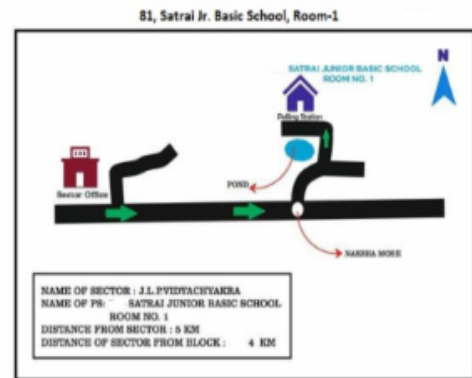 81, Satrai Jr. Basic School, Room-1
SATRAI JUNIOR BASIC SCHOOL
ROOM NO. 1
N
Polling Station
Sector Office
POND
NAKSHA MORE
NAME OF SECTOR : J.L.P.VIDYACHYAKRA
NAME OF PS: SATRAI JUNIOR BASIC SCHOOL
ROOM NO. 1
DISTANCE FROM SECTOR : 5 KM
DISTANCE OF SECTOR FROM BLOCK : 4 KM